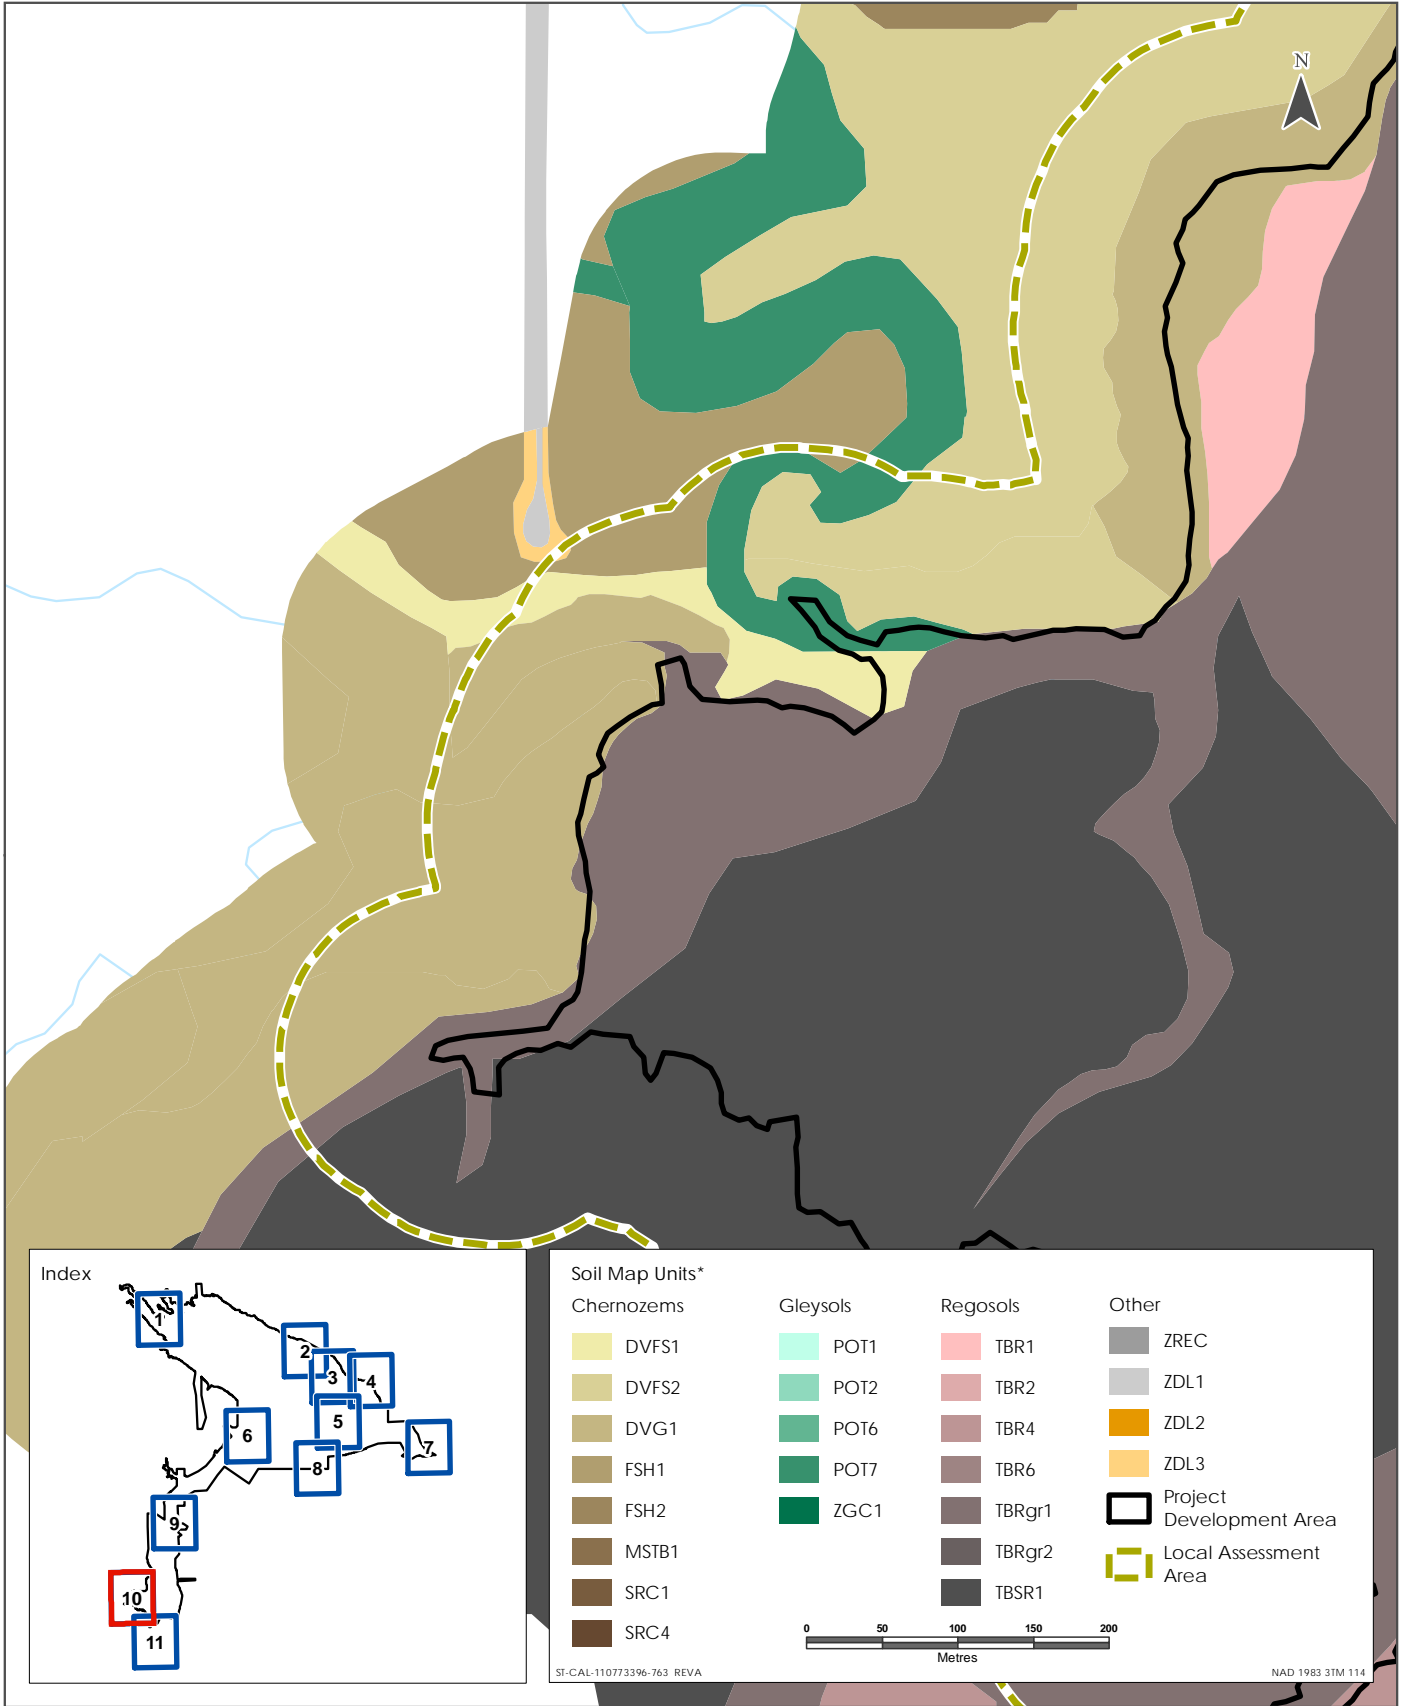 N
Index
1
2
3
4
5
6
7
8
9
10
11
Soil Map Units*
Chernozems
DVFS1
DVFS2
DVG1
FSH1
FSH2
MSTB1
SRC1
SRC4
Gleysols
POT1
POT2
POT6
POT7
ZGC1
Regosols
TBR1
TBR2
TBR4
TBR6
TBRgr1
TBRgr2
TBSR1
Other
ZREC
ZDL1
ZDL2
ZDL3
Project
Development Area
Local Assessment
Area
0 50 100 150 200
Metres
ST-CAL-110773396-763 REVA
NAD 1983 3TM 114